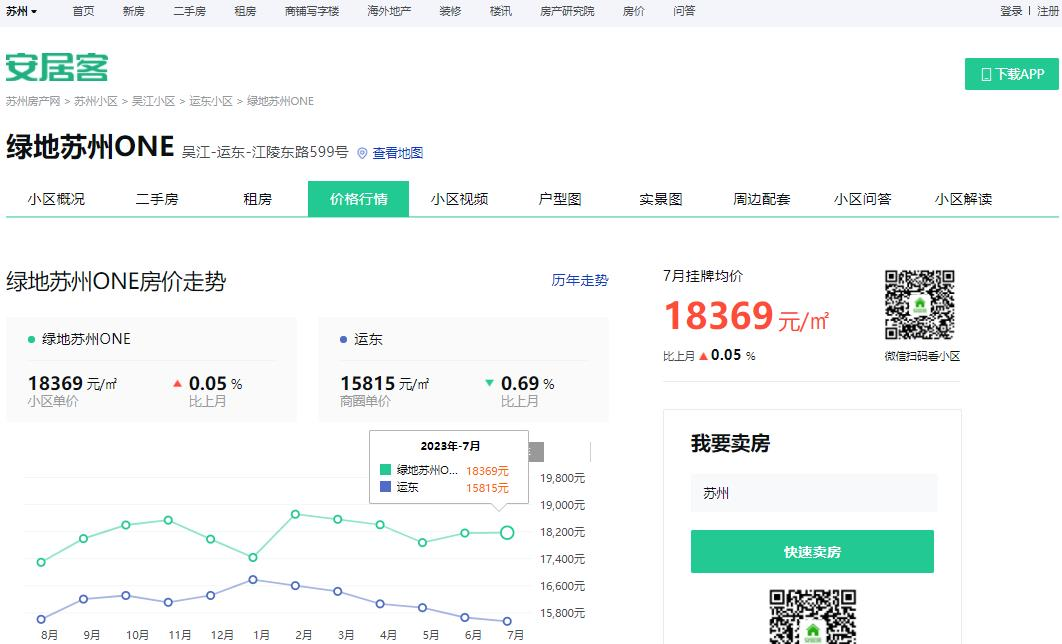 苏州 首页 新房 二手房 租房 商铺写字楼 海外地产 装修 楼讯 房产研究院 房价 问答 登录 注册
安居客
下载APP
苏州房产网 > 苏州小区 > 吴江小区 > 运东小区 > 绿地苏州ONE
绿地苏州ONE 吴江-运东-江陵东路599号 查看地图
小区概况 二手房 租房 价格行情 小区视频 户型图 实景图 周边配套 小区问答 小区解读
绿地苏州ONE房价走势 历年走势
绿地苏州ONE
18369 元/㎡ 0.05 %
小区单价 比上月
运东
15815 元/㎡ 0.69 %
商圈单价 比上月
2023年-7月
绿地苏州O... 18369元
运东 15815元
19,800元
19,000元
18,200元
17,400元
16,600元
15,800元
8月 9月 10月 11月 12月 1月 2月 3月 4月 5月 6月 7月
7月挂牌均价
18369 元/㎡
比上月 0.05 %
微信扫码看小区
我要卖房
苏州
快速卖房